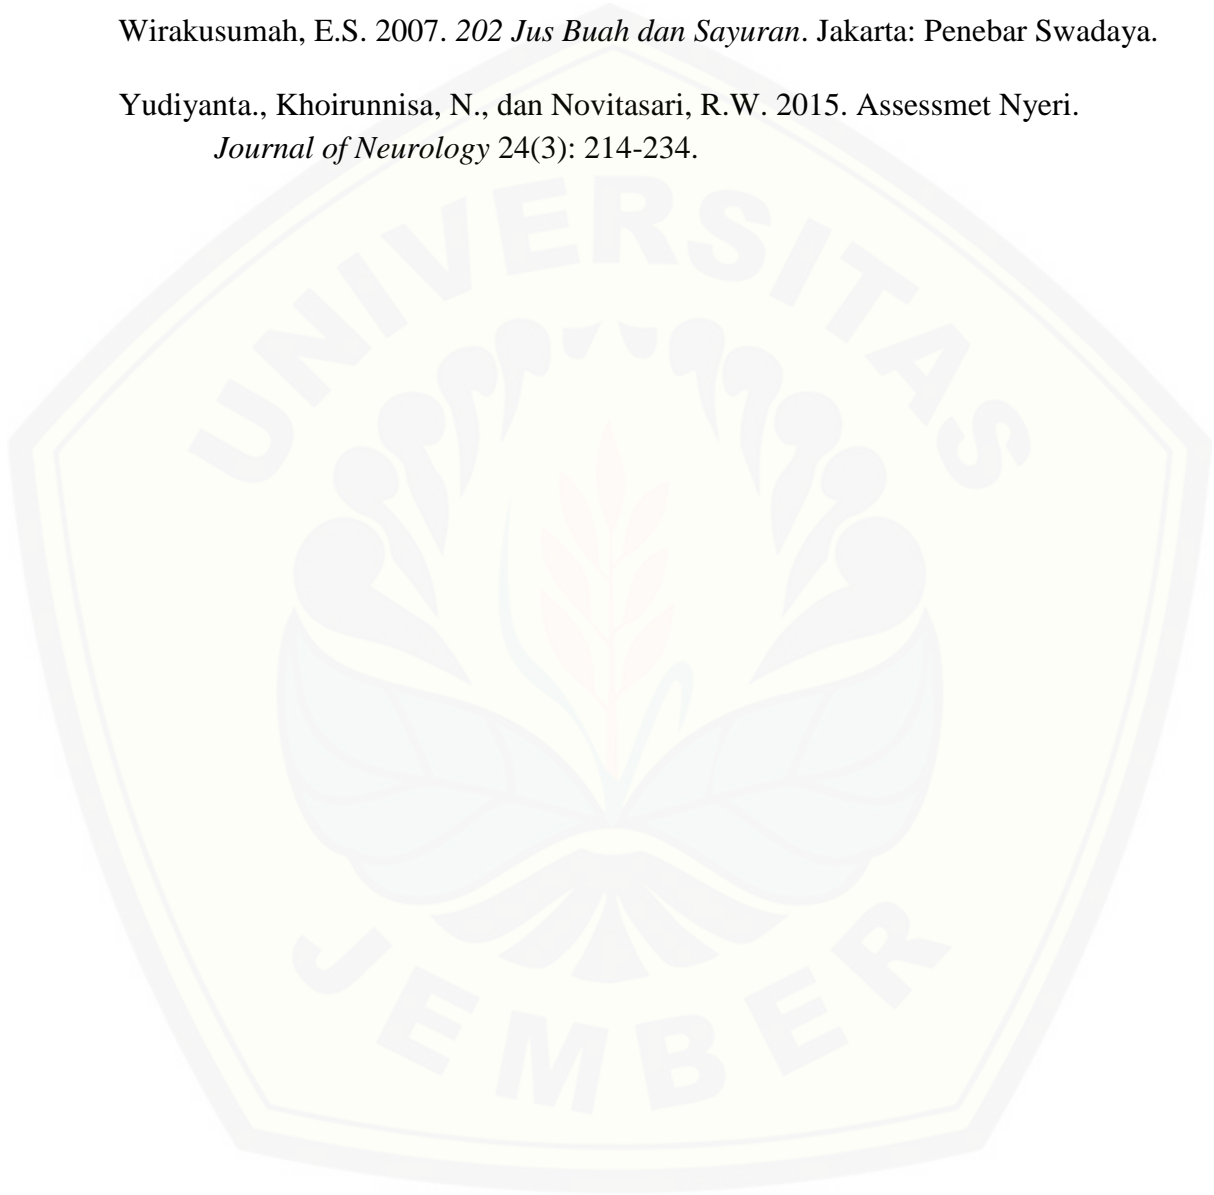 Wirakusumah, E.S. 2007. 202 Jus Buah dan Sayuran. Jakarta: Penebar Swadaya.
Yudiyanta., Khoirunnisa, N., dan Novitasari, R.W. 2015. Assessmet Nyeri.
Journal of Neurology 24(3): 214-234.
UNIVERSITAS
JEMBER